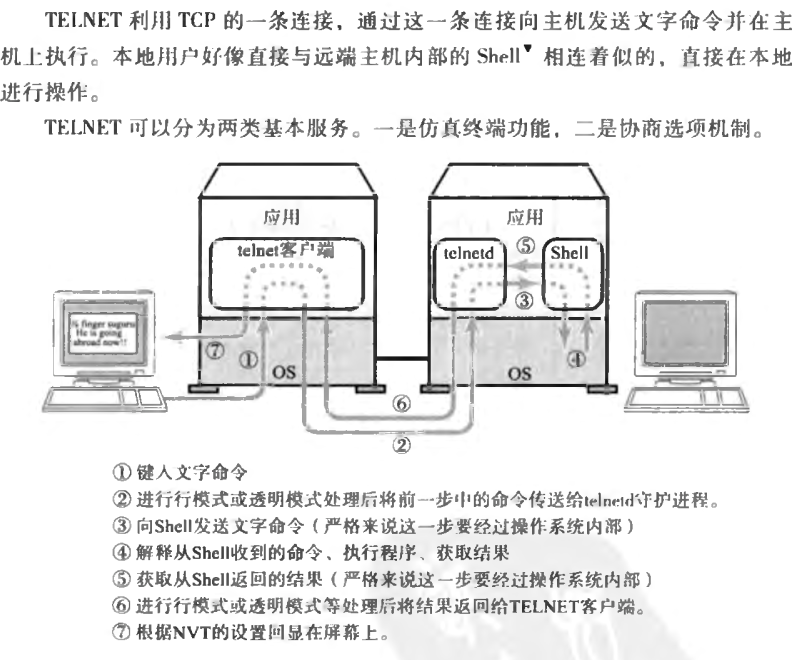 TELNET 利用 TCP 的一条连接，通过这一条连接向主机发送文字命令并在主
机上执行。本地用户好像直接与远端主机内部的 Shell▼ 相连着似的，直接在本地
进行操作。
TELNET 可以分为两类基本服务。一是仿真终端功能，二是协商选项机制。
应用
应用
telnet客户端
telnetd
⑤
Shell
③
% finger suguru
He is going
abroad now!!
⑦
①
OS
④
OS
⑥
②
① 键入文字命令
② 进行行模式或透明模式处理后将前一步中的命令传送给telnetd守护进程。
③ 向Shell发送文字命令（严格来说这一步要经过操作系统内部）
④ 解释从Shell收到的命令、执行程序、获取结果
⑤ 获取从Shell返回的结果（严格来说这一步要经过操作系统内部）
⑥ 进行行模式或透明模式等处理后将结果返回给TELNET客户端。
⑦ 根据NVT的设置回显在屏幕上。